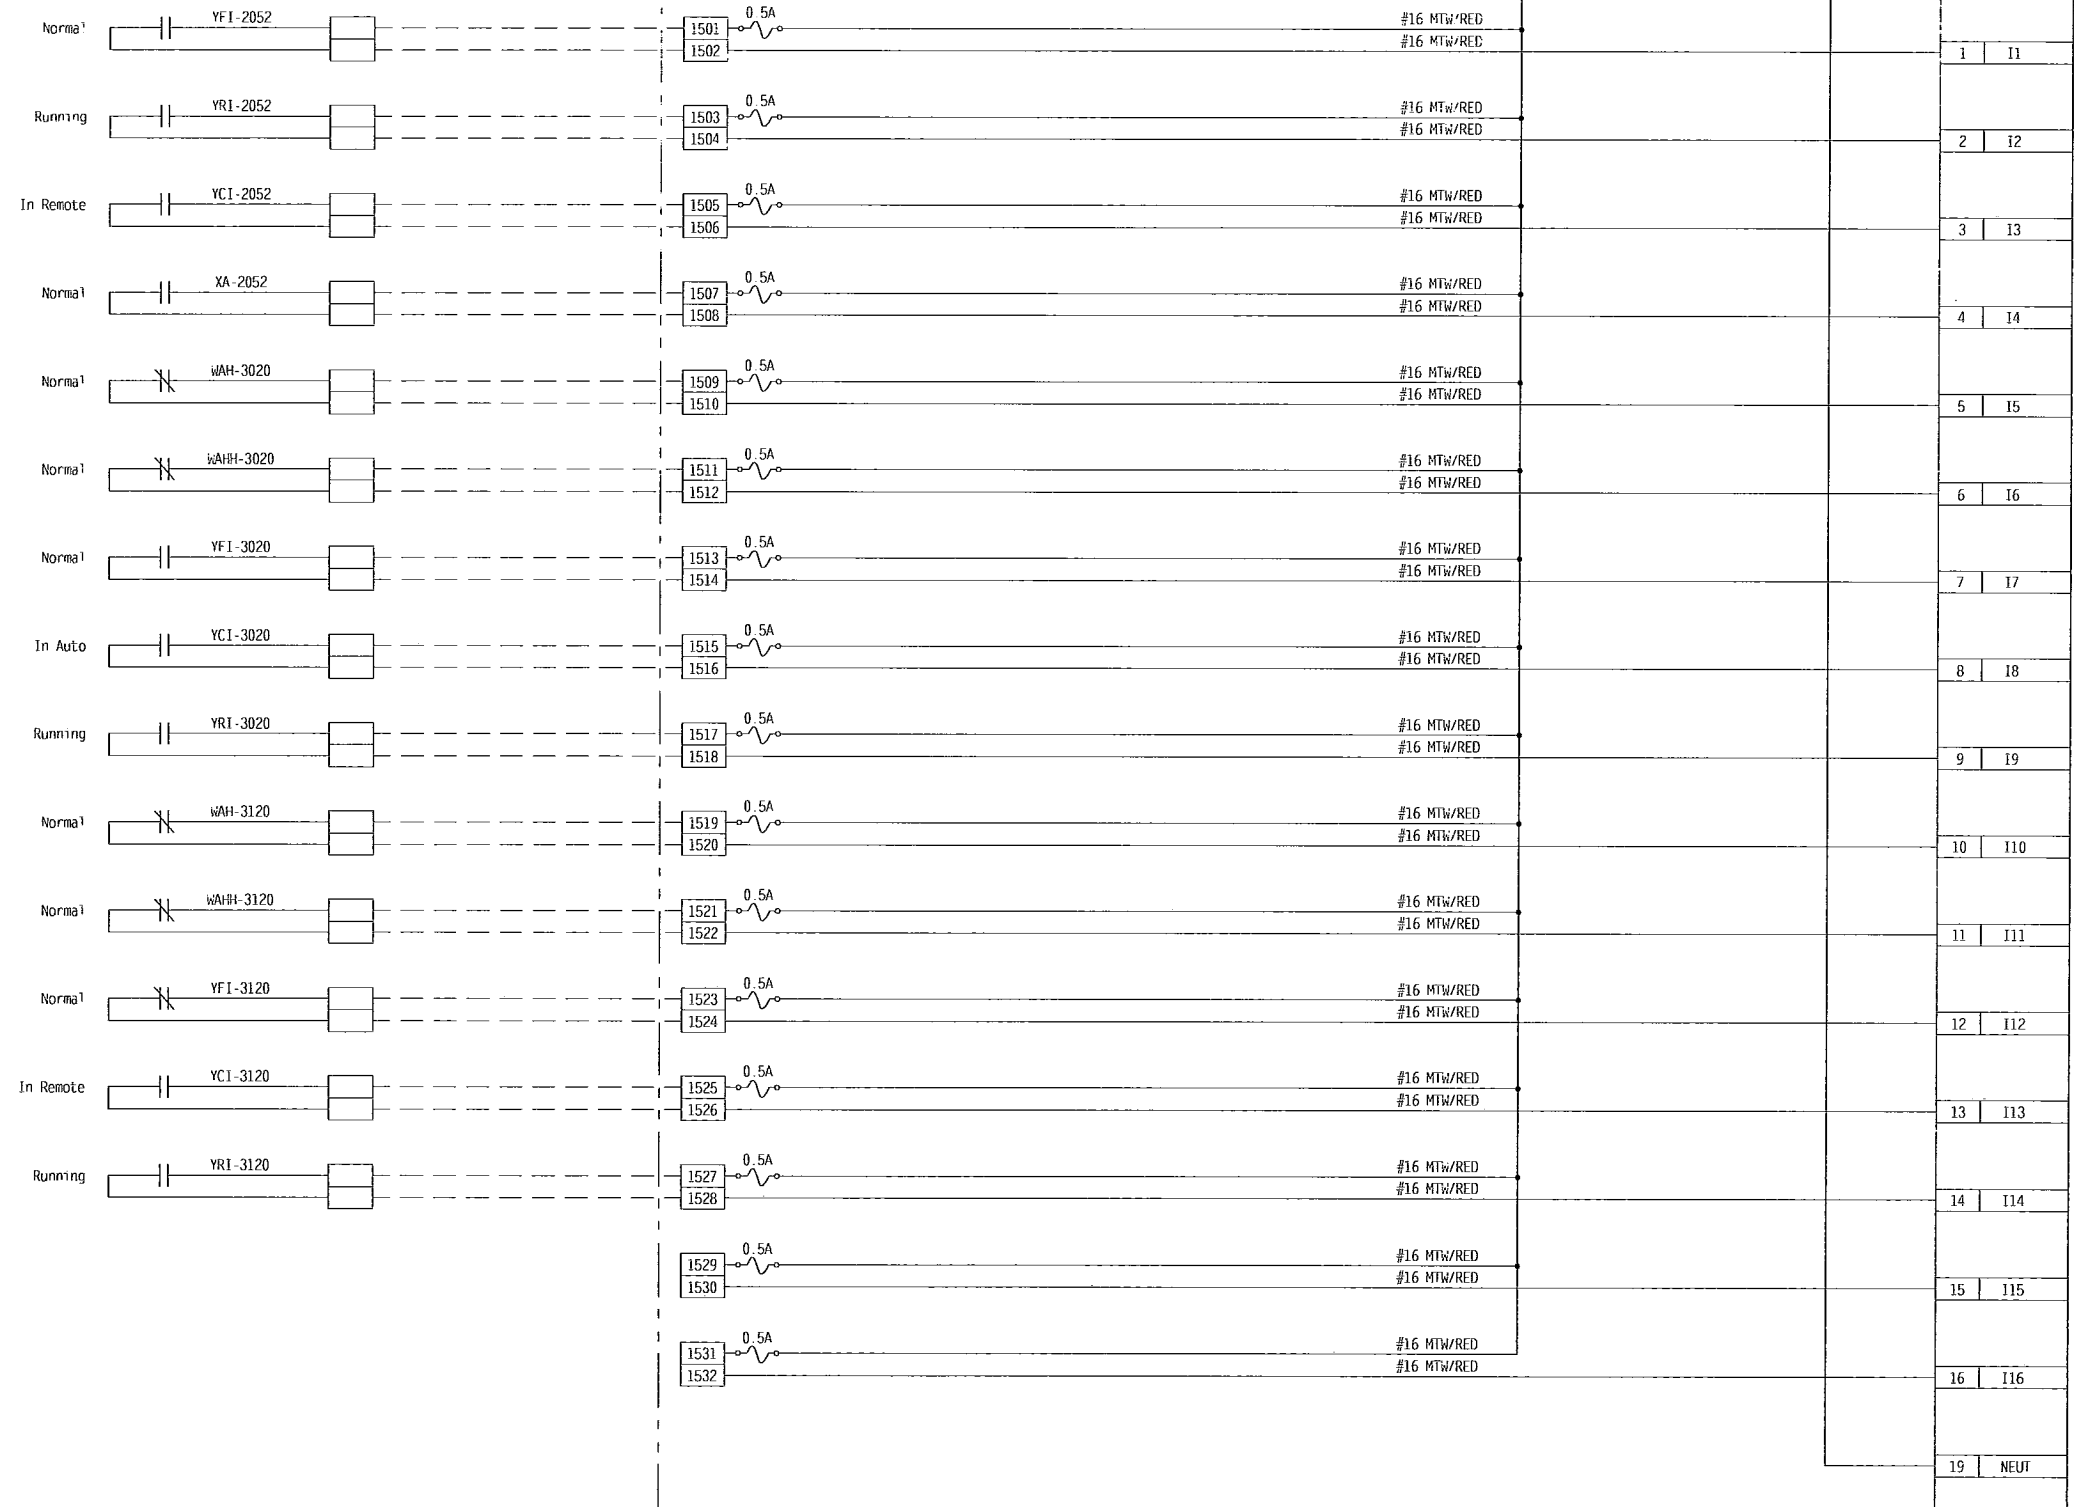 YFI-2052 0.5A #16 MTW/RED
Normal 1501
#16 MTW/RED
1502 1 I1
YRI-2052 0.5A #16 MTW/RED
Running 1503
#16 MTW/RED
1504 2 I2
YCI-2052 0.5A #16 MTW/RED
In Remote 1505
#16 MTW/RED
1506 3 I3
XA-2052 0.5A #16 MTW/RED
Normal 1507
#16 MTW/RED
1508 4 I4
WAH-3020 0.5A #16 MTW/RED
Normal 1509
#16 MTW/RED
1510 5 I5
WAHH-3020 0.5A #16 MTW/RED
Normal 1511
#16 MTW/RED
1512 6 I6
YFI-3020 0.5A #16 MTW/RED
Normal 1513
#16 MTW/RED
1514 7 I7
YCI-3020 0.5A #16 MTW/RED
In Auto 1515
#16 MTW/RED
1516 8 I8
YRI-3020 0.5A #16 MTW/RED
Running 1517
#16 MTW/RED
1518 9 I9
WAH-3120 0.5A #16 MTW/RED
Normal 1519
#16 MTW/RED
1520 10 I10
WAHH-3120 0.5A #16 MTW/RED
Normal 1521
#16 MTW/RED
1522 11 I11
YFI-3120 0.5A #16 MTW/RED
Normal 1523
#16 MTW/RED
1524 12 I12
YCI-3120 0.5A #16 MTW/RED
In Remote 1525
#16 MTW/RED
1526 13 I13
YRI-3120 0.5A #16 MTW/RED
Running 1527
#16 MTW/RED
1528 14 I14
0.5A #16 MTW/RED
1529
#16 MTW/RED
1530 15 I15
0.5A #16 MTW/RED
1531
#16 MTW/RED
1532 16 I16
19 NEUT